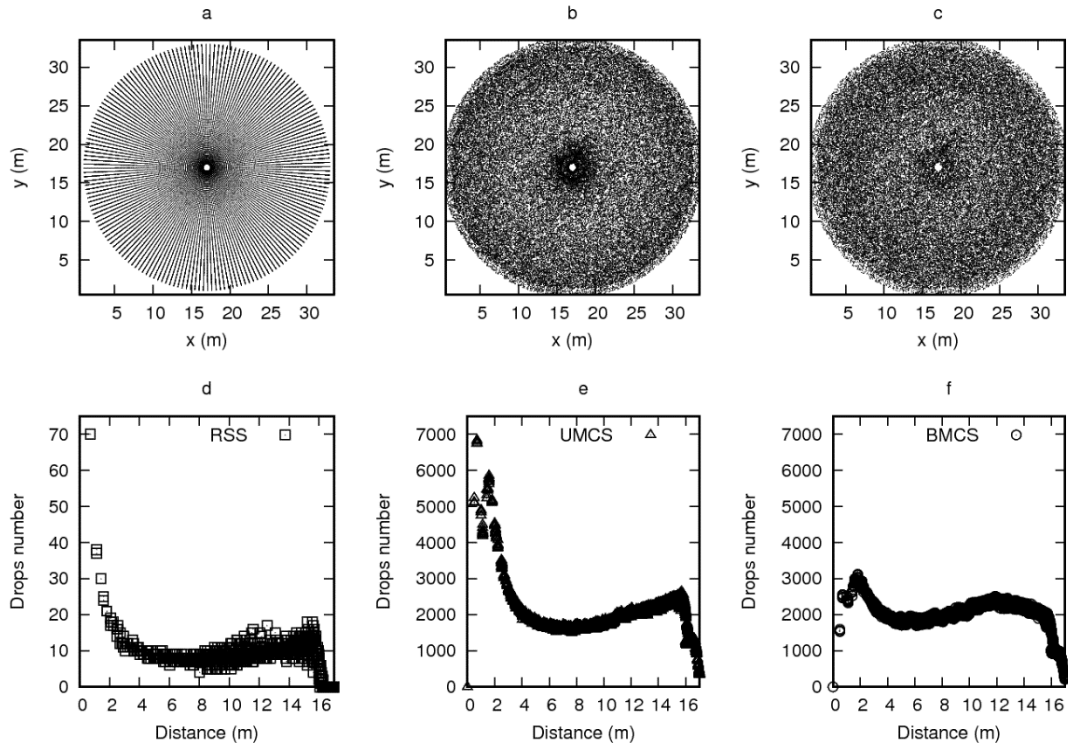 a
b
c
y (m)
30
25
20
15
10
5
5 10 15 20 25 30
x (m)
y (m)
30
25
20
15
10
5
5 10 15 20 25 30
x (m)
y (m)
30
25
20
15
10
5
5 10 15 20 25 30
x (m)
d
e
f
Drops number
70
60
50
40
30
20
10
0
RSS
0 2 4 6 8 10 12 14 16
Distance (m)
Drops number
7000
6000
5000
4000
3000
2000
1000
0
UMCS
0 2 4 6 8 10 12 14 16
Distance (m)
Drops number
7000
6000
5000
4000
3000
2000
1000
0
BMCS
0 2 4 6 8 10 12 14 16
Distance (m)